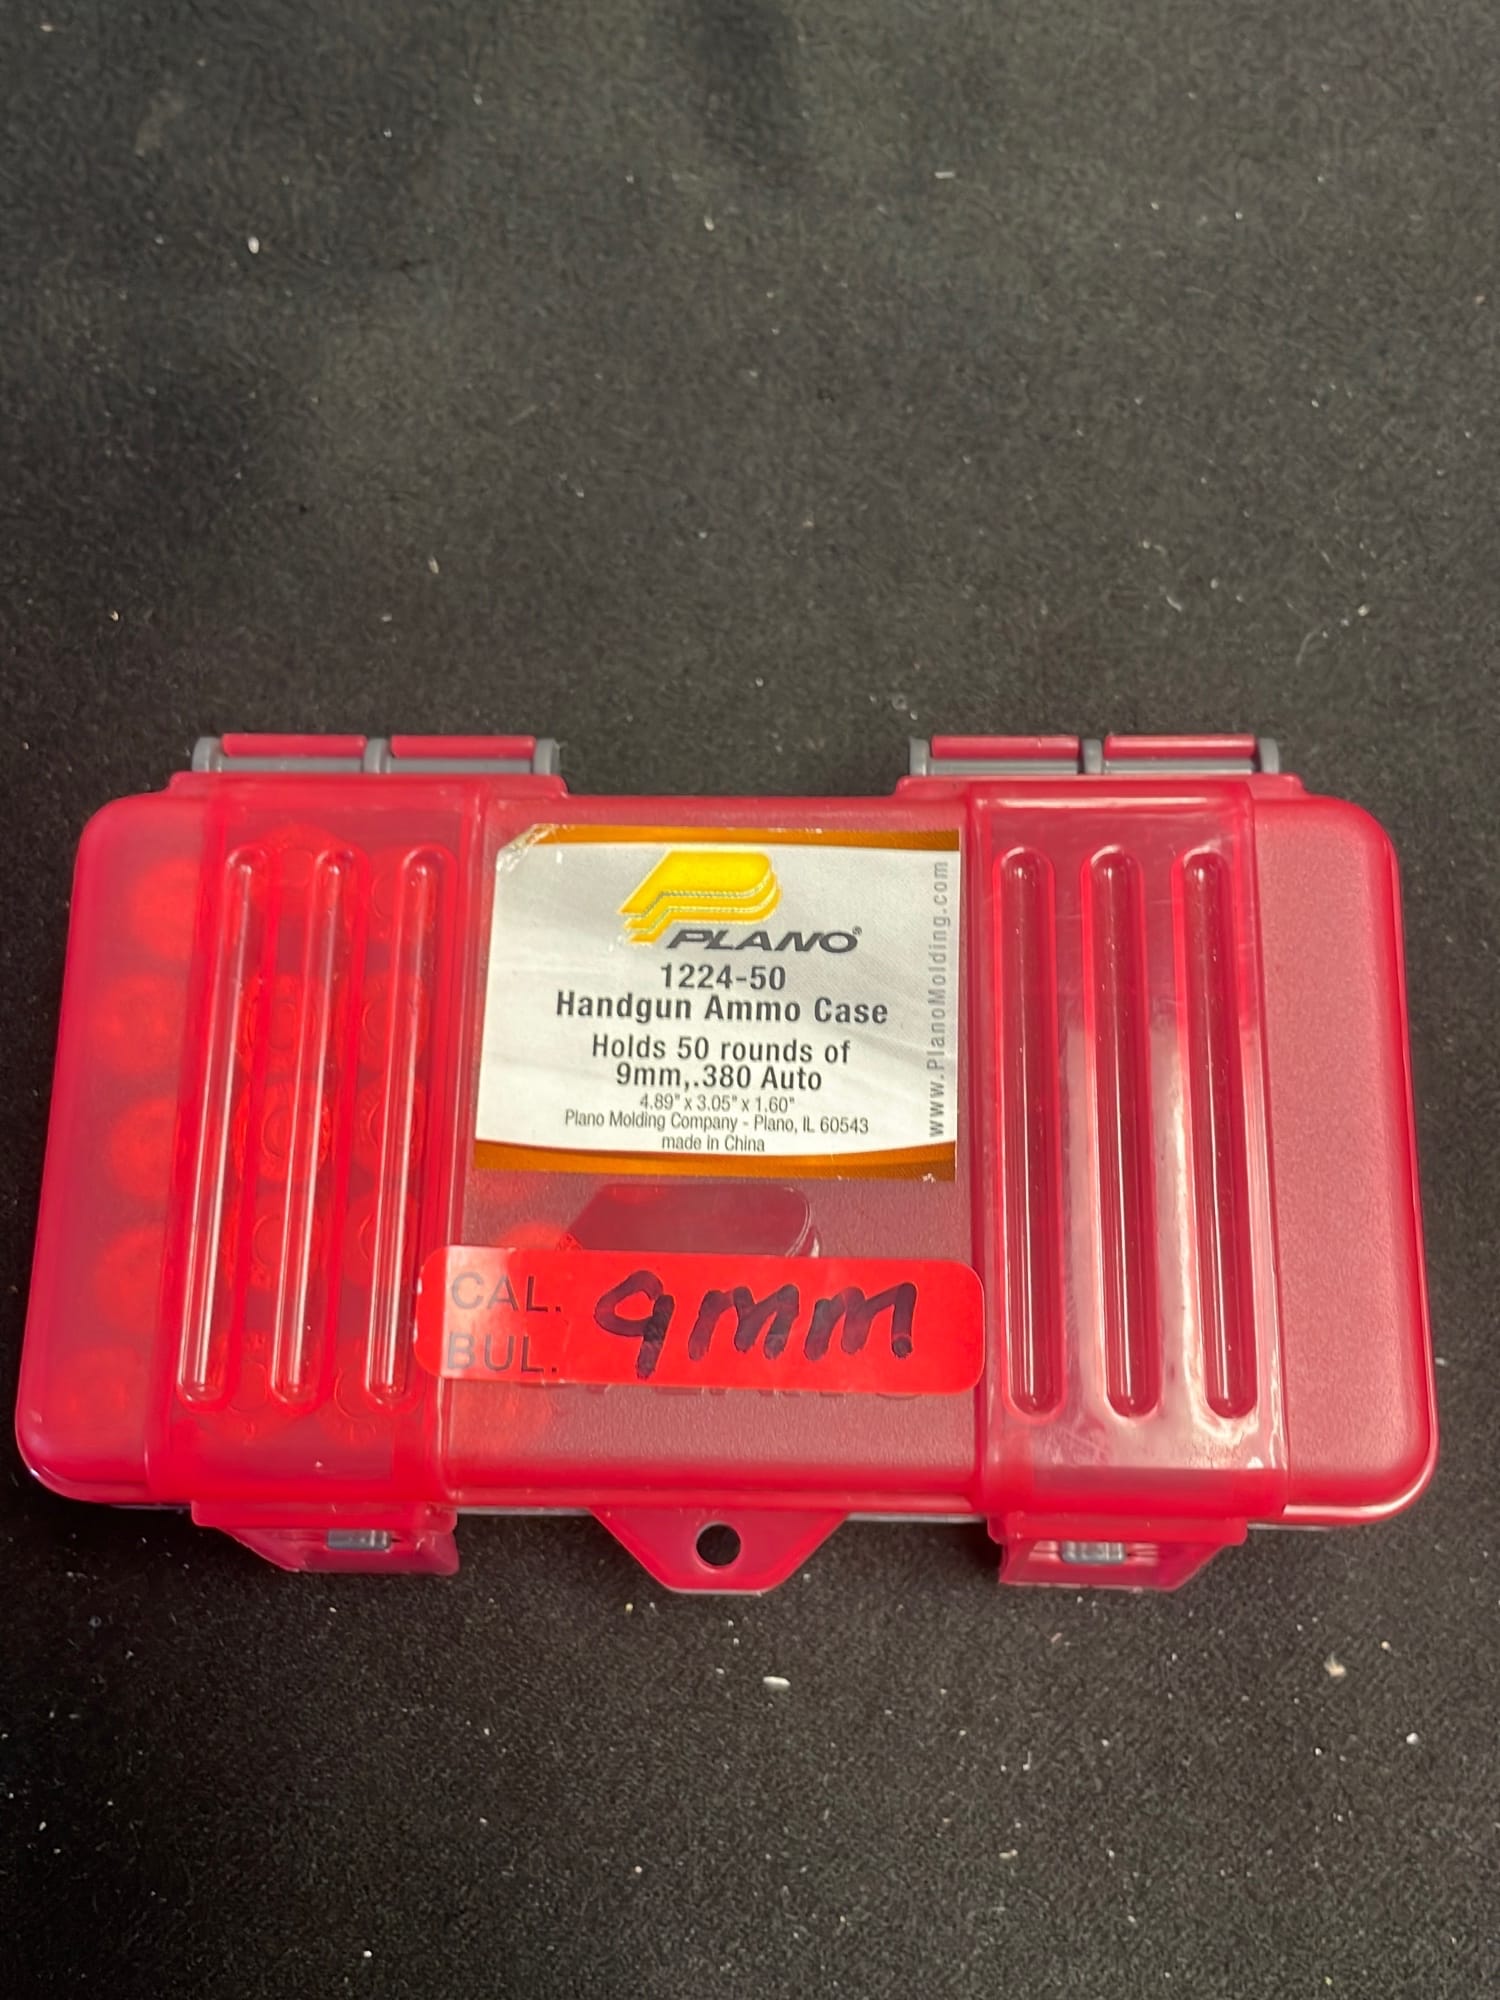 PLANO®
1224-50
Handgun Ammo Case
Holds 50 rounds of
9mm,.380 Auto
4.89" x 3.05" x 1.60"
Plano Molding Company - Plano, IL 60543
made in China
www.PlanoMolding.com
CAL. 9mm
BUL.